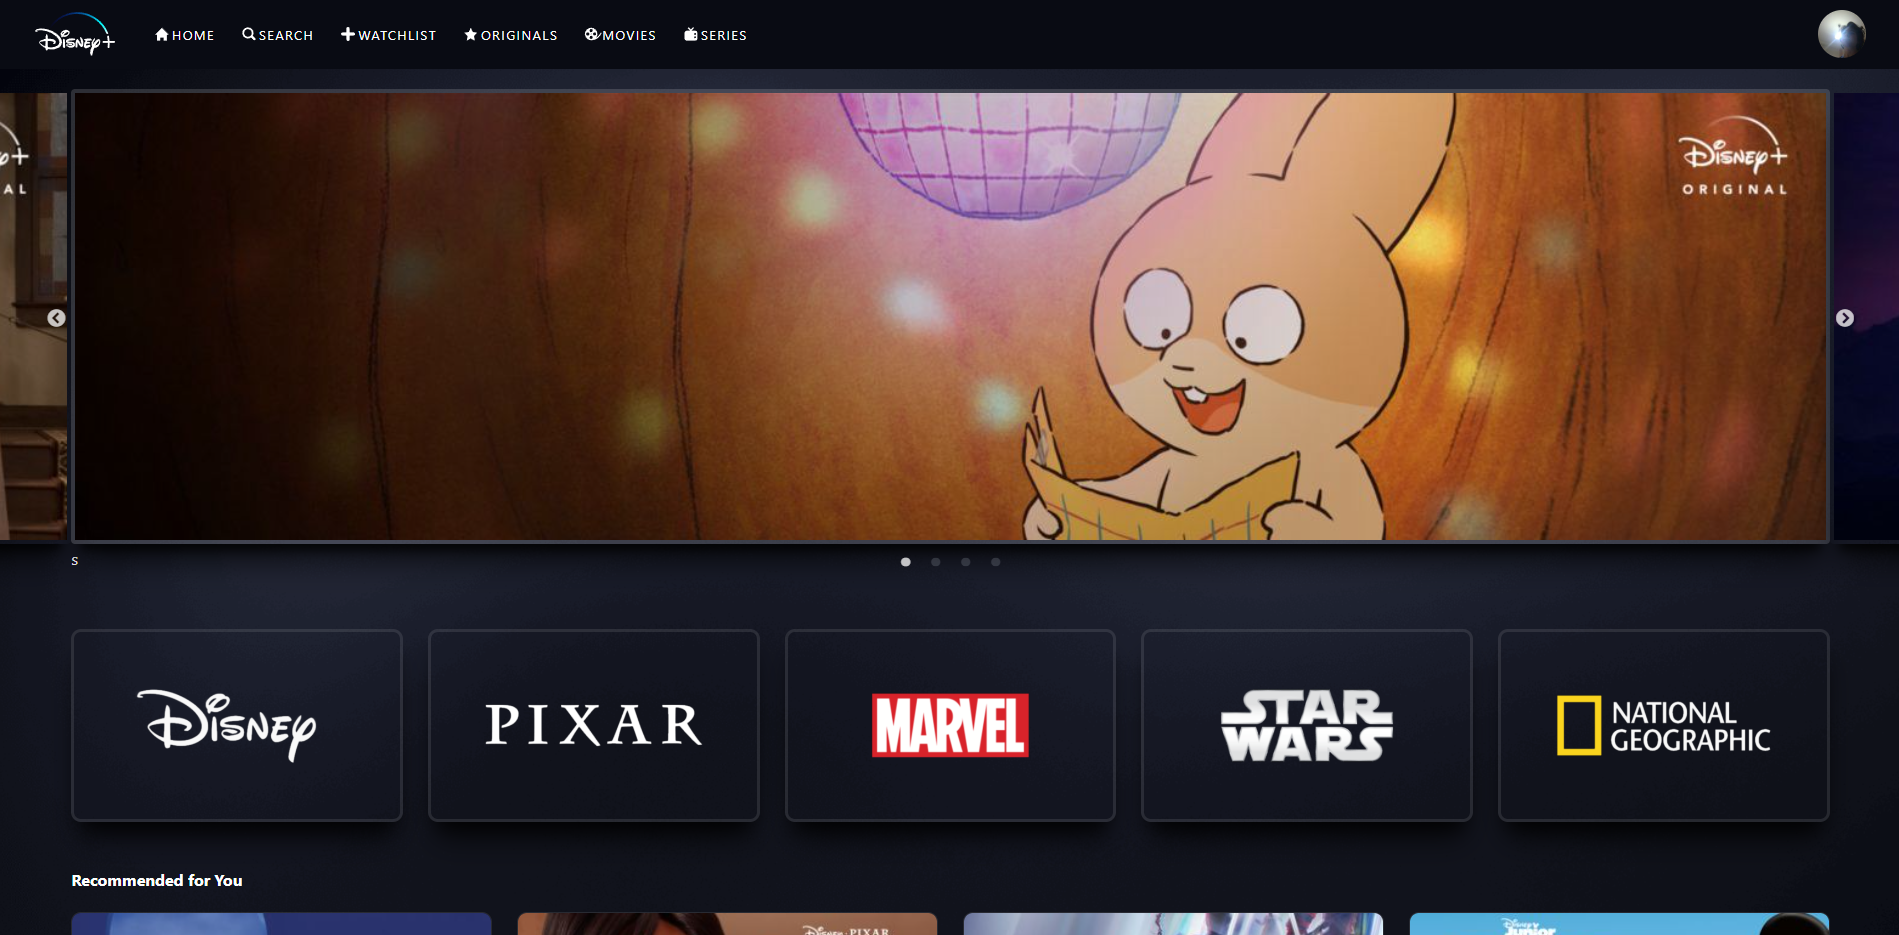 Disney+
HOME
SEARCH
WATCHLIST
ORIGINALS
MOVIES
SERIES
AL
Disney+
ORIGINAL
s
Disney
PIXAR
MARVEL
STAR
WARS
NATIONAL
GEOGRAPHIC
Recommended for You
Disney · PIXAR
Disney
Junior